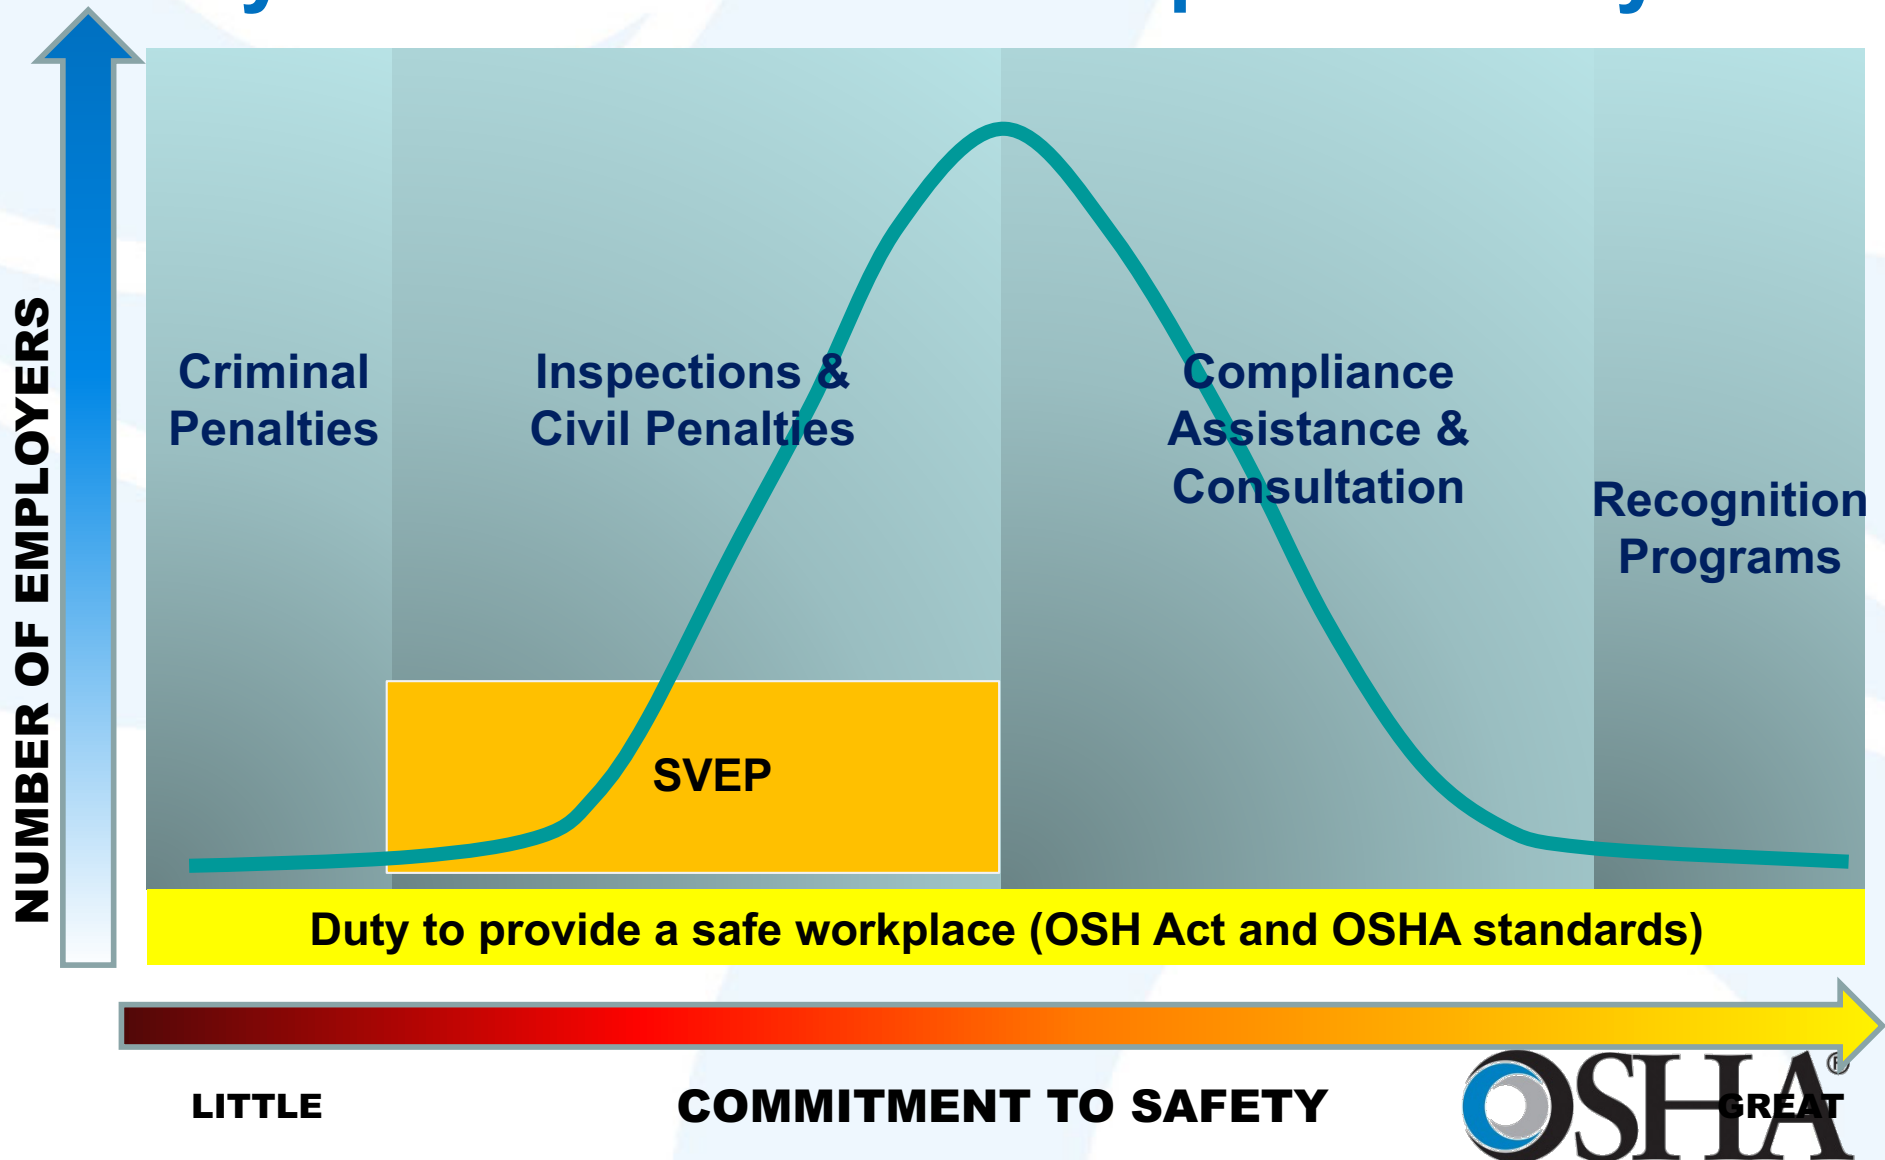 NUMBER OF EMPLOYERS
Criminal
Penalties
Inspections &
Civil Penalties
Compliance
Assistance &
Consultation
Recognition
Programs
SVEP
Duty to provide a safe workplace (OSH Act and OSHA standards)
LITTLE
COMMITMENT TO SAFETY
GREAT
OSHA®